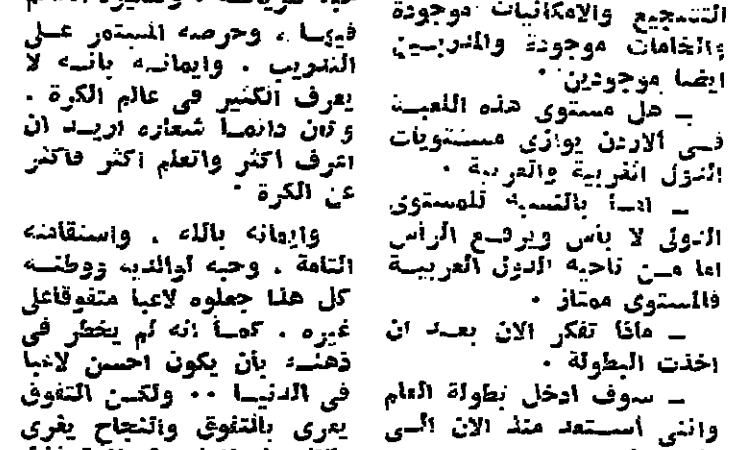 التشجيع والامكانيات موجودة
والخامات موجودة والمدربين
ايضا موجودين .
ـ هل مستوى هذه اللعبة
فى الاردن يوازى مستويات
الدول الغربية والعربية .
ـ اما بالنسبة للمستوى
الدولى لا بأس ويرفع الرأس
اما من ناحية الدول العربية
فالمستوى ممتاز .
ـ ماذا تفكر الان بعد ان
اخذت البطولة .
ـ سوف ادخل بطولة العام
واننى أستعد منذ الان الى
فيها ، وحرصه المستمر على
التدريب . وايمانه بانه لا
يعرف الكثير فى عالم الكرة .
وكان دائما شعاره اريد ان
اعرف اكثر واتعلم اكثر فاكثر
عن الكرة .
وايمانه بالله . واستقامته
التامة . وحبه لوالديه ووطنه
كل هذا جعلوه لاعبا متفوقا على
غيره . كما انه لم يخطر فى
ذهنه بأن يكون احسن لاعبا
فى الدنيا .. ولكن التفوق
يغرى بالتفوق والنجاح يغرى